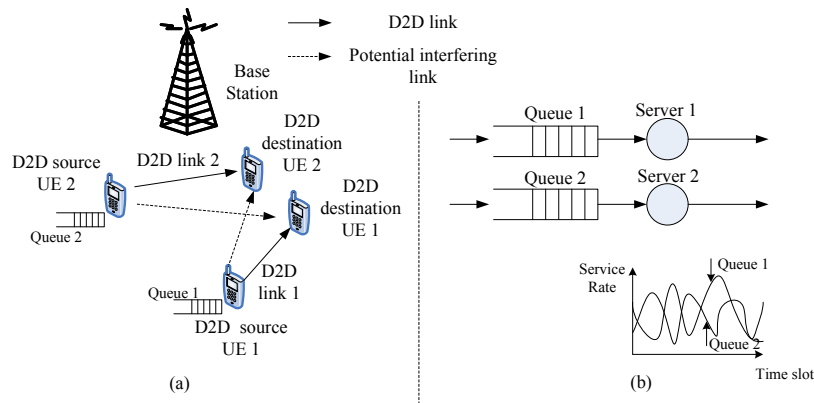 D2D link
Potential interfering
link
Base
Station
D2D
destination
UE 2
D2D link 2
D2D source
UE 2
Queue 2
D2D
destination
UE 1
D2D
link 1
Queue 1
D2D source
UE 1
(a)
Queue 1
Server 1
Queue 2
Server 2
Service
Rate
Queue 1
Queue 2
Time slot
(b)